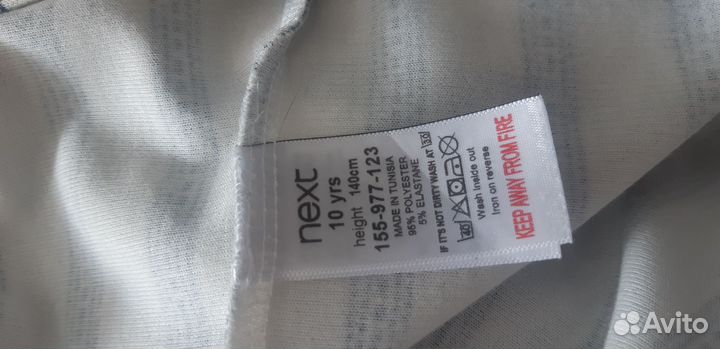 next
10 yrs
height 140cm
155-977-123
MADE IN TUNISIA
95% POLYESTER
5% ELASTANE
IF IT'S NOT DIRTY WASH AT 30
40
Wash inside out
Iron on reverse
KEEP AWAY FROM FIRE
Avito